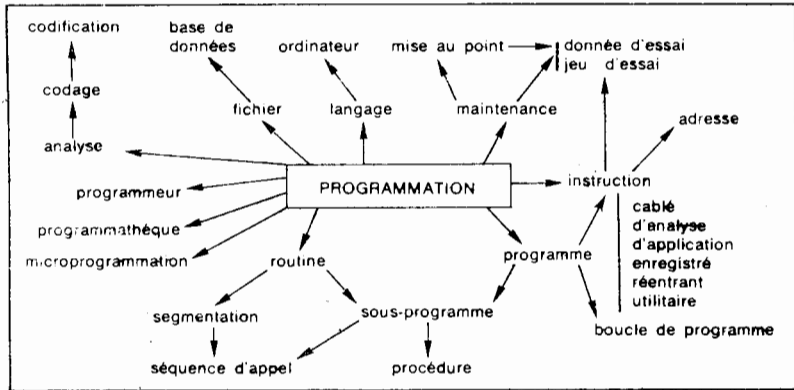 codification
base de
données
ordinateur
mise au point
donnée d'essai
jeu d'essai
codage
fichier
langage
maintenance
adresse
analyse
PROGRAMMATION
instruction
programmeur
programmathèque
microprogrammation
routine
programme
cablé
d'analyse
d'application
enregistré
réentrant
utilitaire
segmentation
sous-programme
boucle de programme
séquence d'appel
procédure